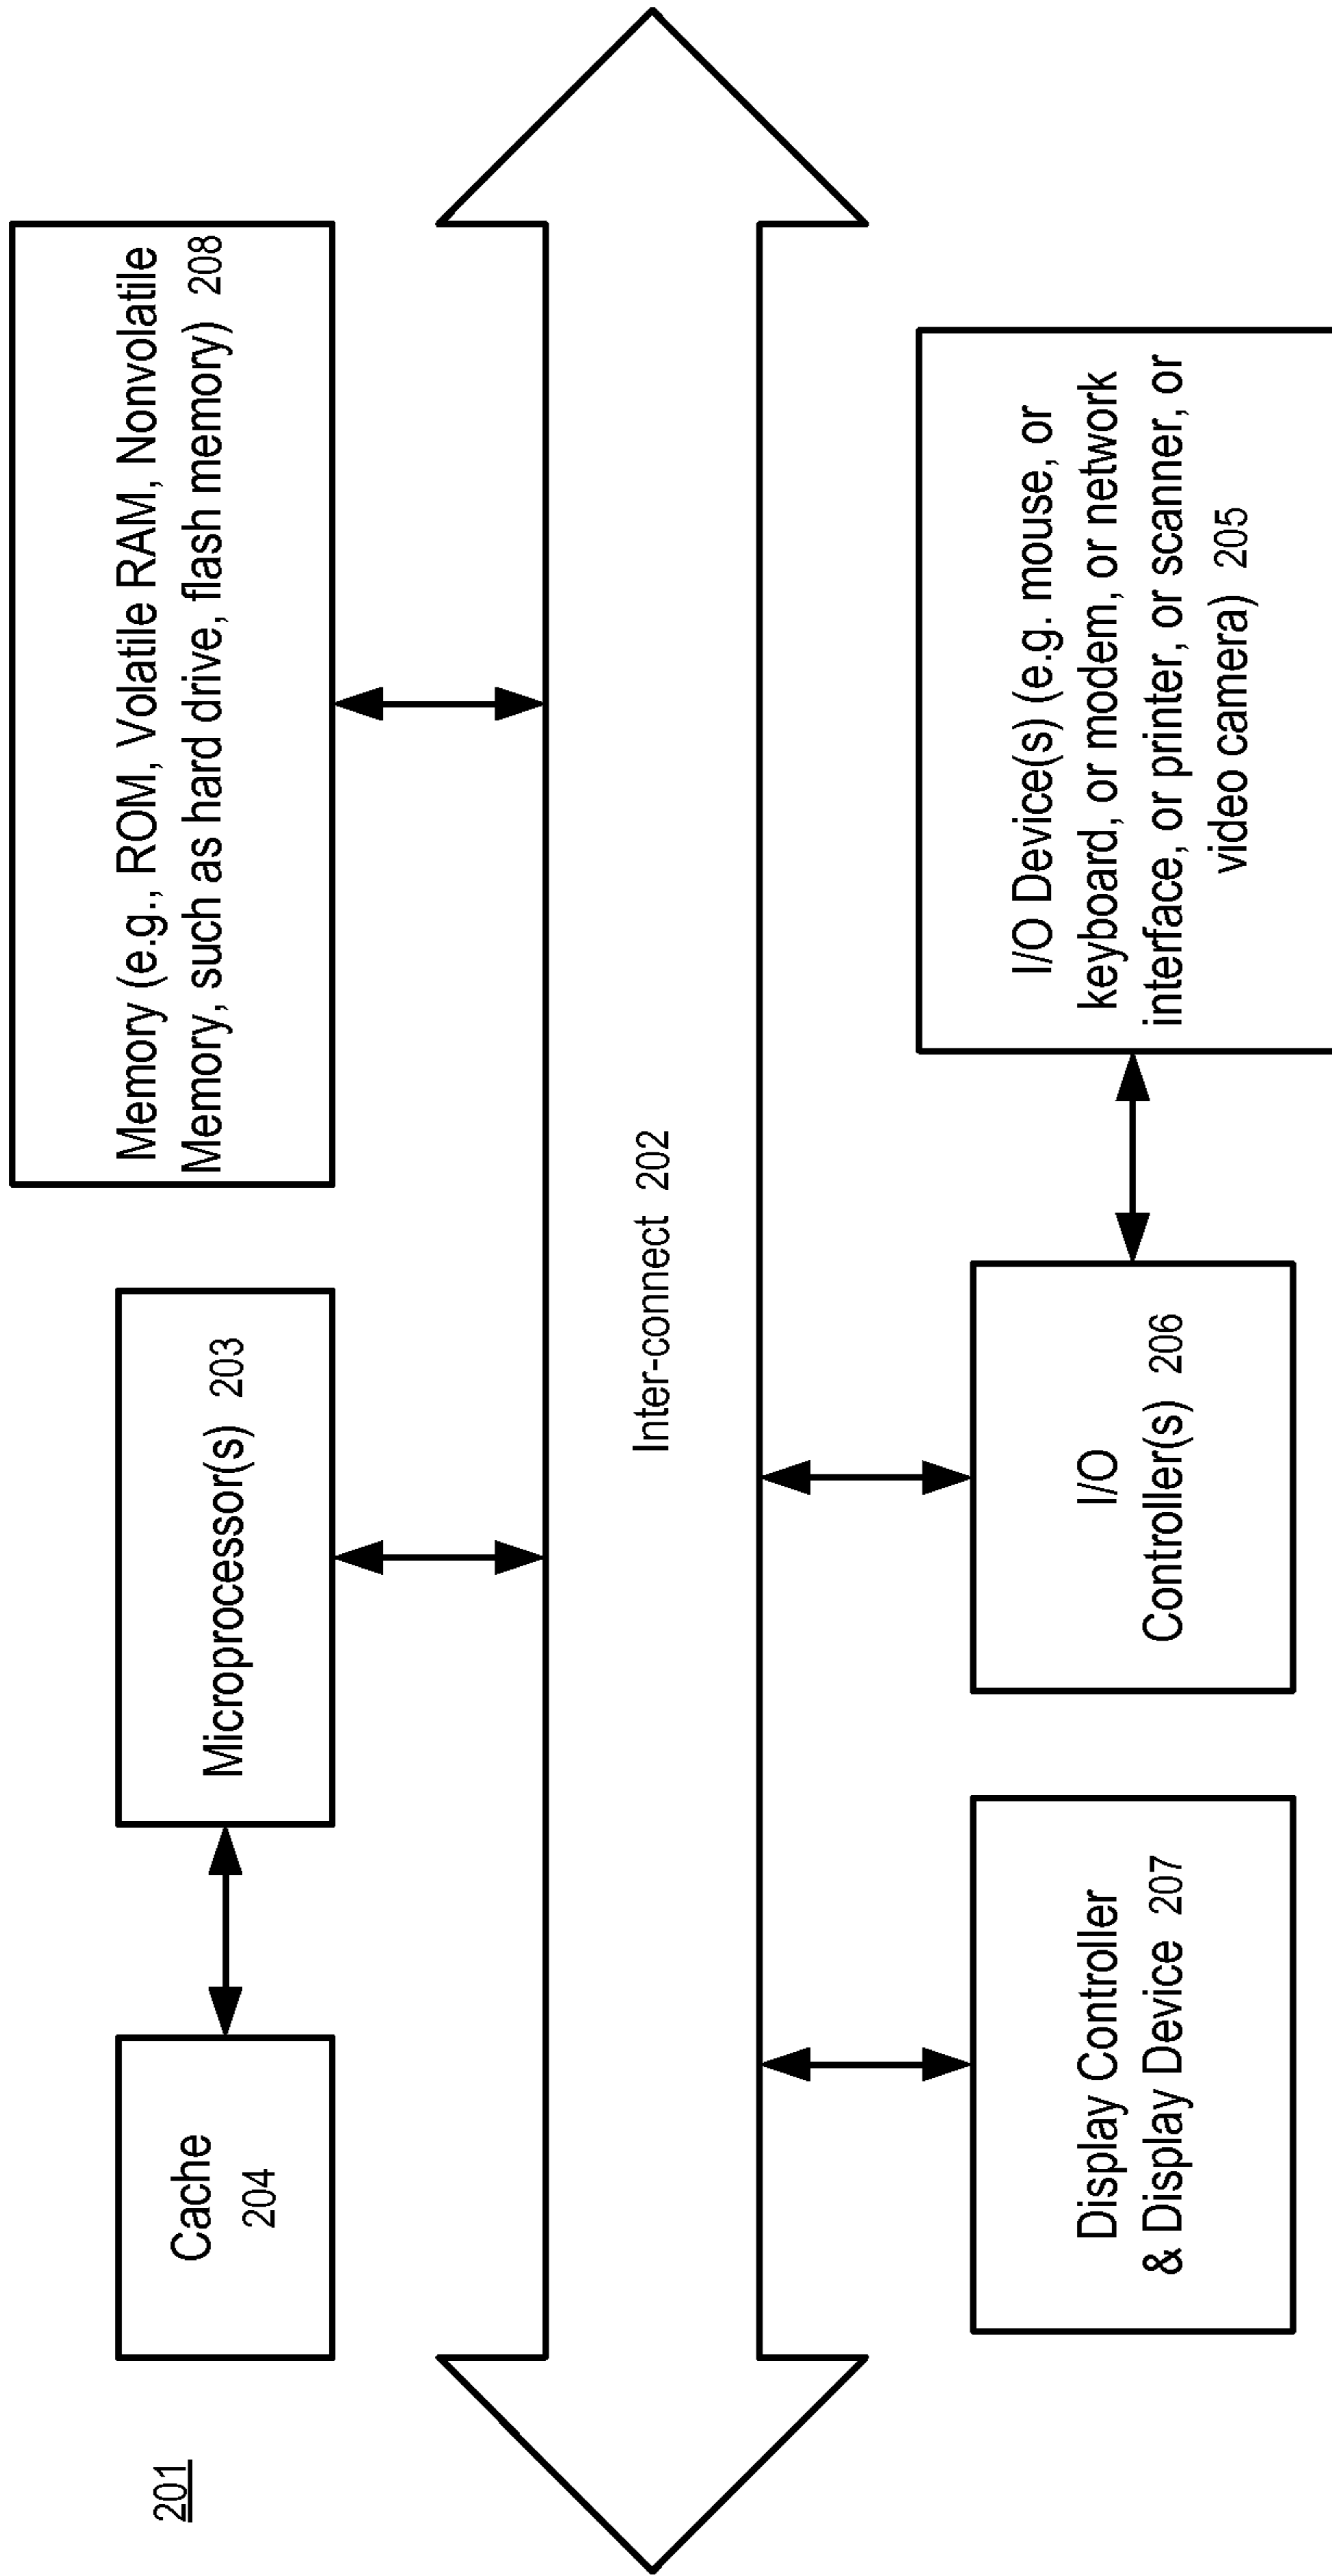 201
Cache
204
Microprocessor(s) 203
Memory (e.g., ROM, Volatile RAM, Nonvolatile
Memory, such as hard drive, flash memory) 208
Inter-connect 202
Display Controller
& Display Device 207
I/O
Controller(s) 206
I/O Device(s) (e.g. mouse, or
keyboard, or modem, or network
interface, or printer, or scanner, or
video camera) 205